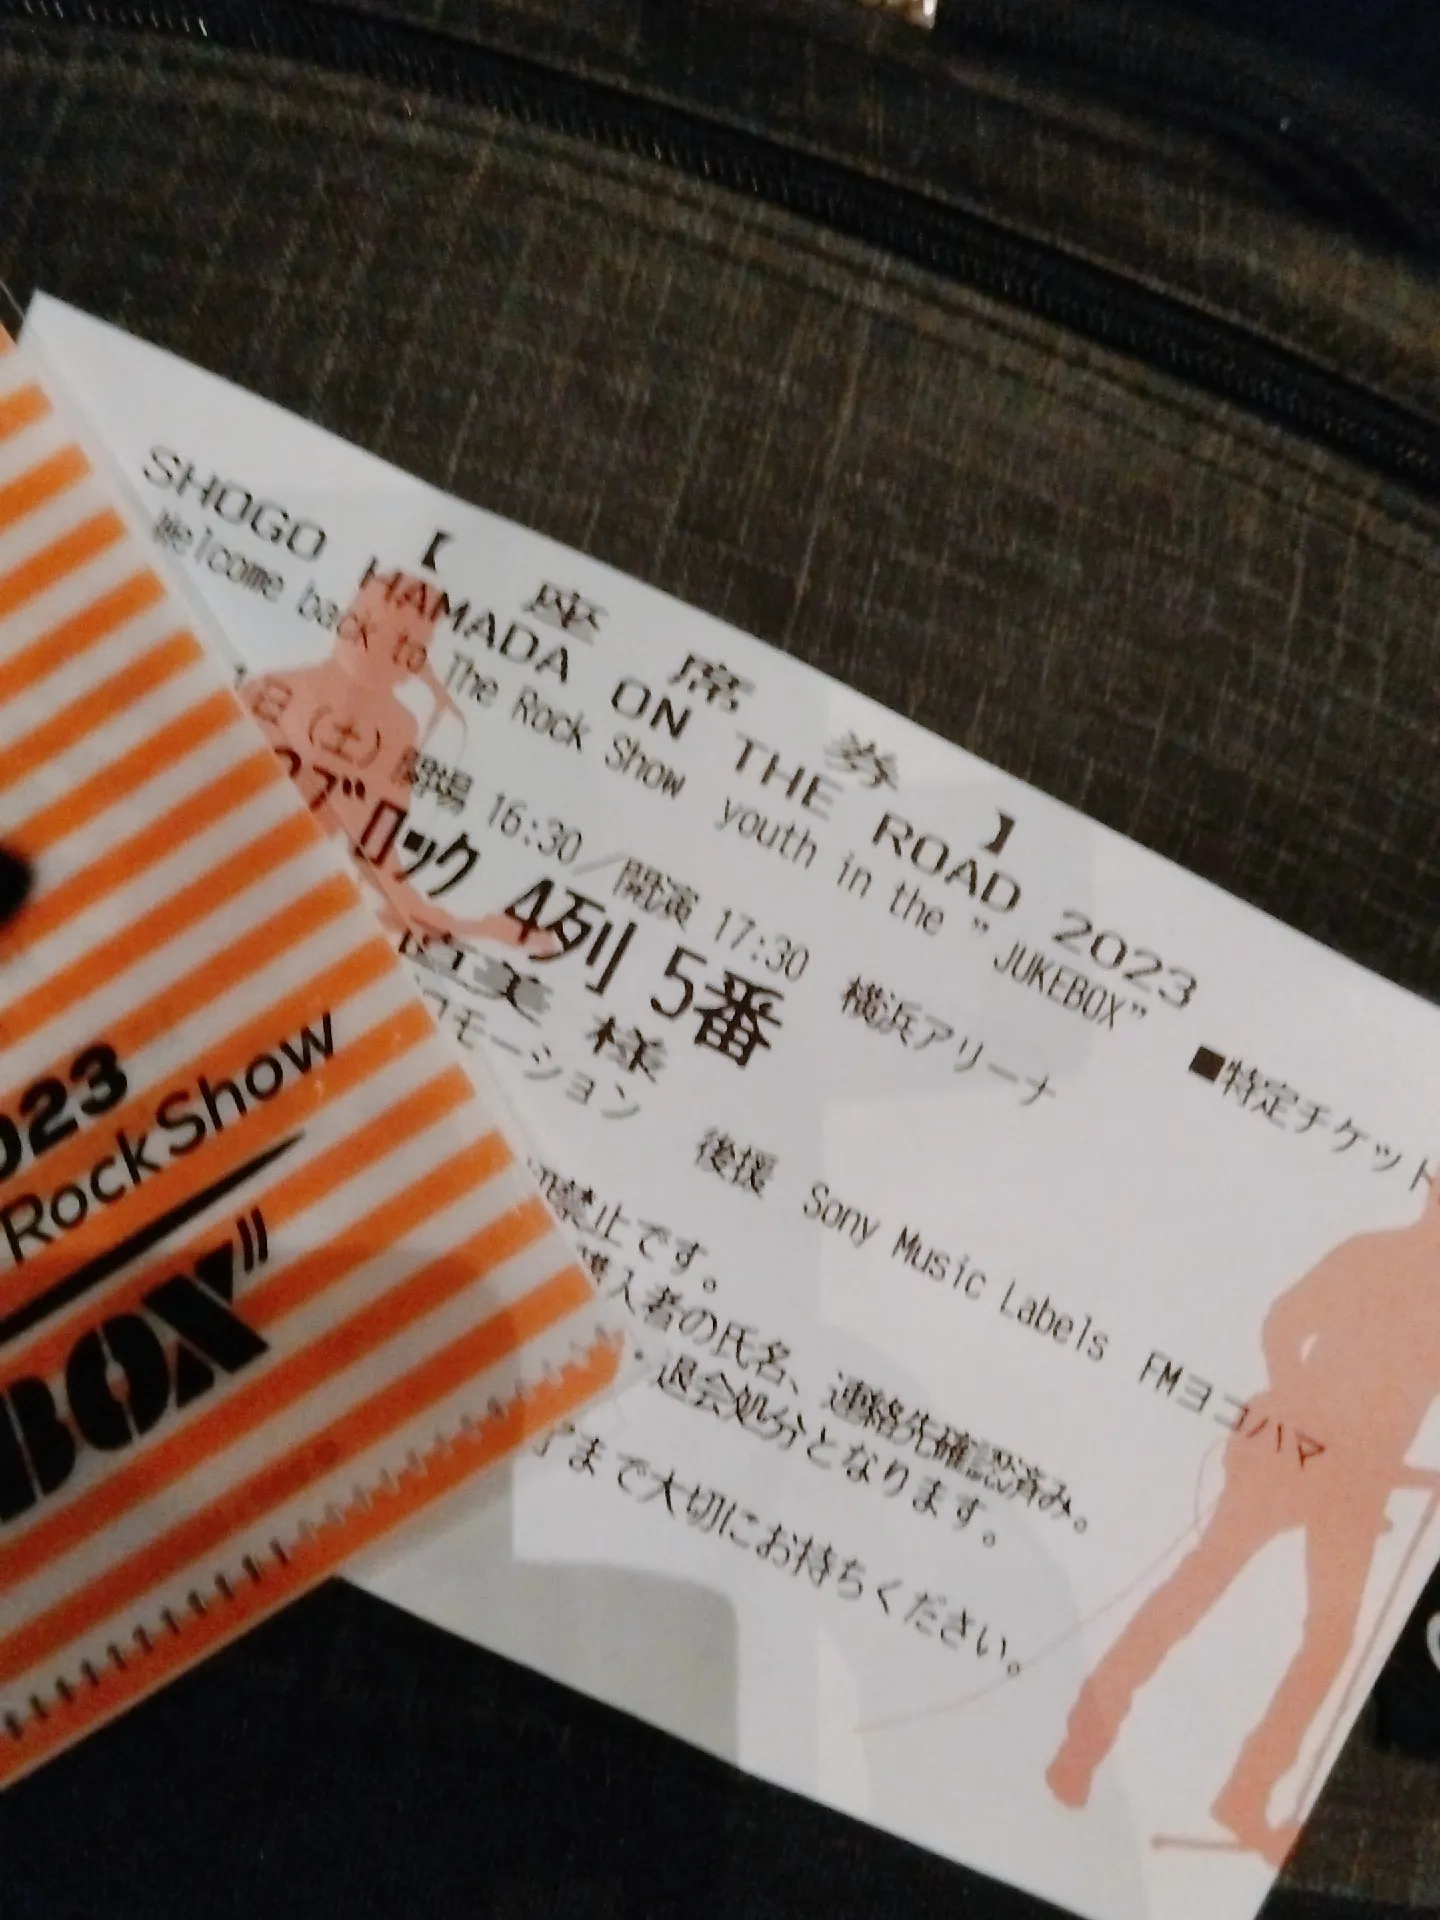 【 座 席 券 】
SHOGO HAMADA ON THE ROAD 2023
Welcome back to The Rock Show youth in the "JUKEBOX"
日（土）開場 16:30／開演 17:30 横浜アリーナ
ブロック 4列 5番
■特定チケット
美 様
モーション 後援 Sony Music Labels FMヨコハマ
禁止です。
購入者の氏名、連絡先確認済み。
・退会処分となります。
了まで大切にお持ちください。
023
RockShow
BOX"